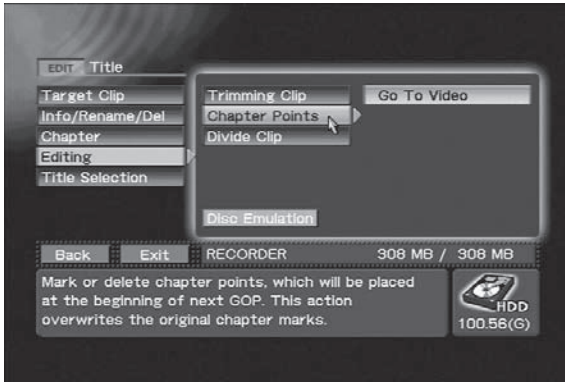 EDIT Title
Target Clip
Info/Rename/Del
Chapter
Editing
Title Selection
Trimming Clip
Chapter Points
Divide Clip
Go To Video
Disc Emulation
Back Exit RECORDER 308 MB / 308 MB
Mark or delete chapter points, which will be placed
at the beginning of next GOP. This action
overwrites the original chapter marks.
HDD
100.56(G)